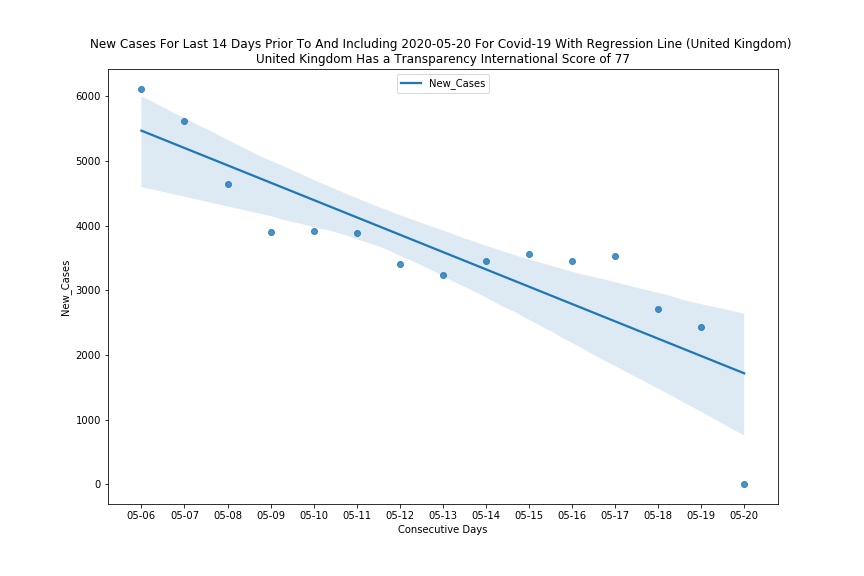 New Cases For Last 14 Days Prior To And Including 2020-05-20 For Covid-19 With Regression Line (United Kingdom)
United Kingdom Has a Transparency International Score of 77
New_Cases
New_Cases
6000
5000
4000
3000
2000
1000
0
05-06 05-07 05-08 05-09 05-10 05-11 05-12 05-13 05-14 05-15 05-16 05-17 05-18 05-19 05-20
Consecutive Days